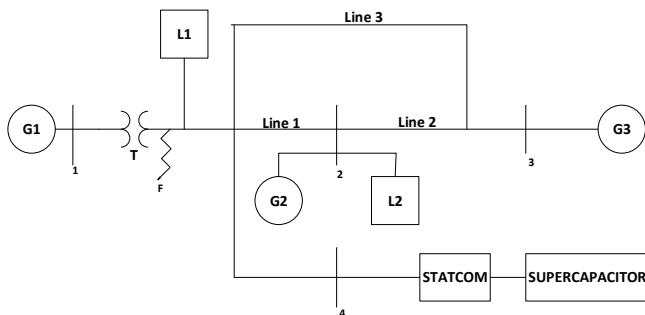 Line 3
L1
G1
Line 1
Line 2
G3
1
T
F
2
3
G2
L2
STATCOM
SUPERCAPACITOR
4